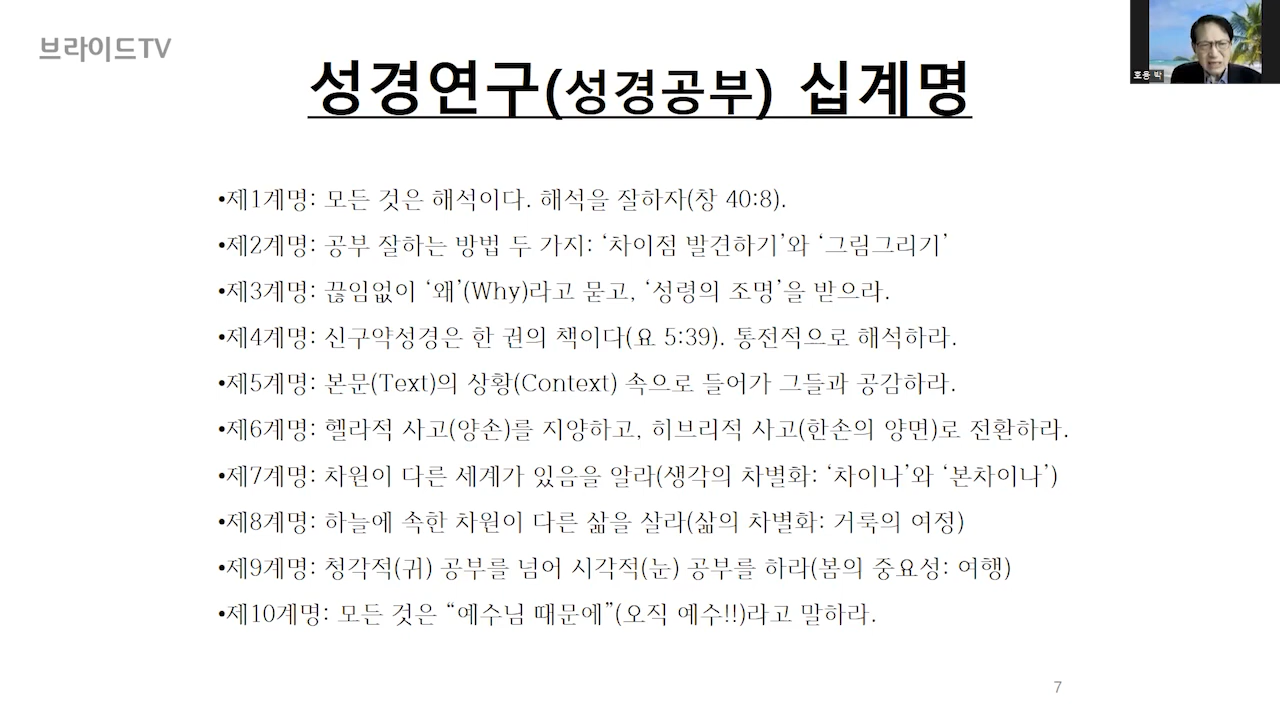 브라이드TV
호용 박
성경연구(성경공부) 십계명
•제1계명: 모든 것은 해석이다. 해석을 잘하자(창 40:8).
•제2계명: 공부 잘하는 방법 두 가지: ‘차이점 발견하기’와 ‘그림그리기’
•제3계명: 끊임없이 ‘왜’(Why)라고 묻고, ‘성령의 조명’을 받으라.
•제4계명: 신구약성경은 한 권의 책이다(요 5:39). 통전적으로 해석하라.
•제5계명: 본문(Text)의 상황(Context) 속으로 들어가 그들과 공감하라.
•제6계명: 헬라적 사고(양손)를 지양하고, 히브리적 사고(한손의 양면)로 전환하라.
•제7계명: 차원이 다른 세계가 있음을 알라(생각의 차별화: ‘차이나’와 ‘본차이나’)
•제8계명: 하늘에 속한 차원이 다른 삶을 살라(삶의 차별화: 거룩의 여정)
•제9계명: 청각적(귀) 공부를 넘어 시각적(눈) 공부를 하라(봄의 중요성: 여행)
•제10계명: 모든 것은 “예수님 때문에”(오직 예수!!)라고 말하라.
7